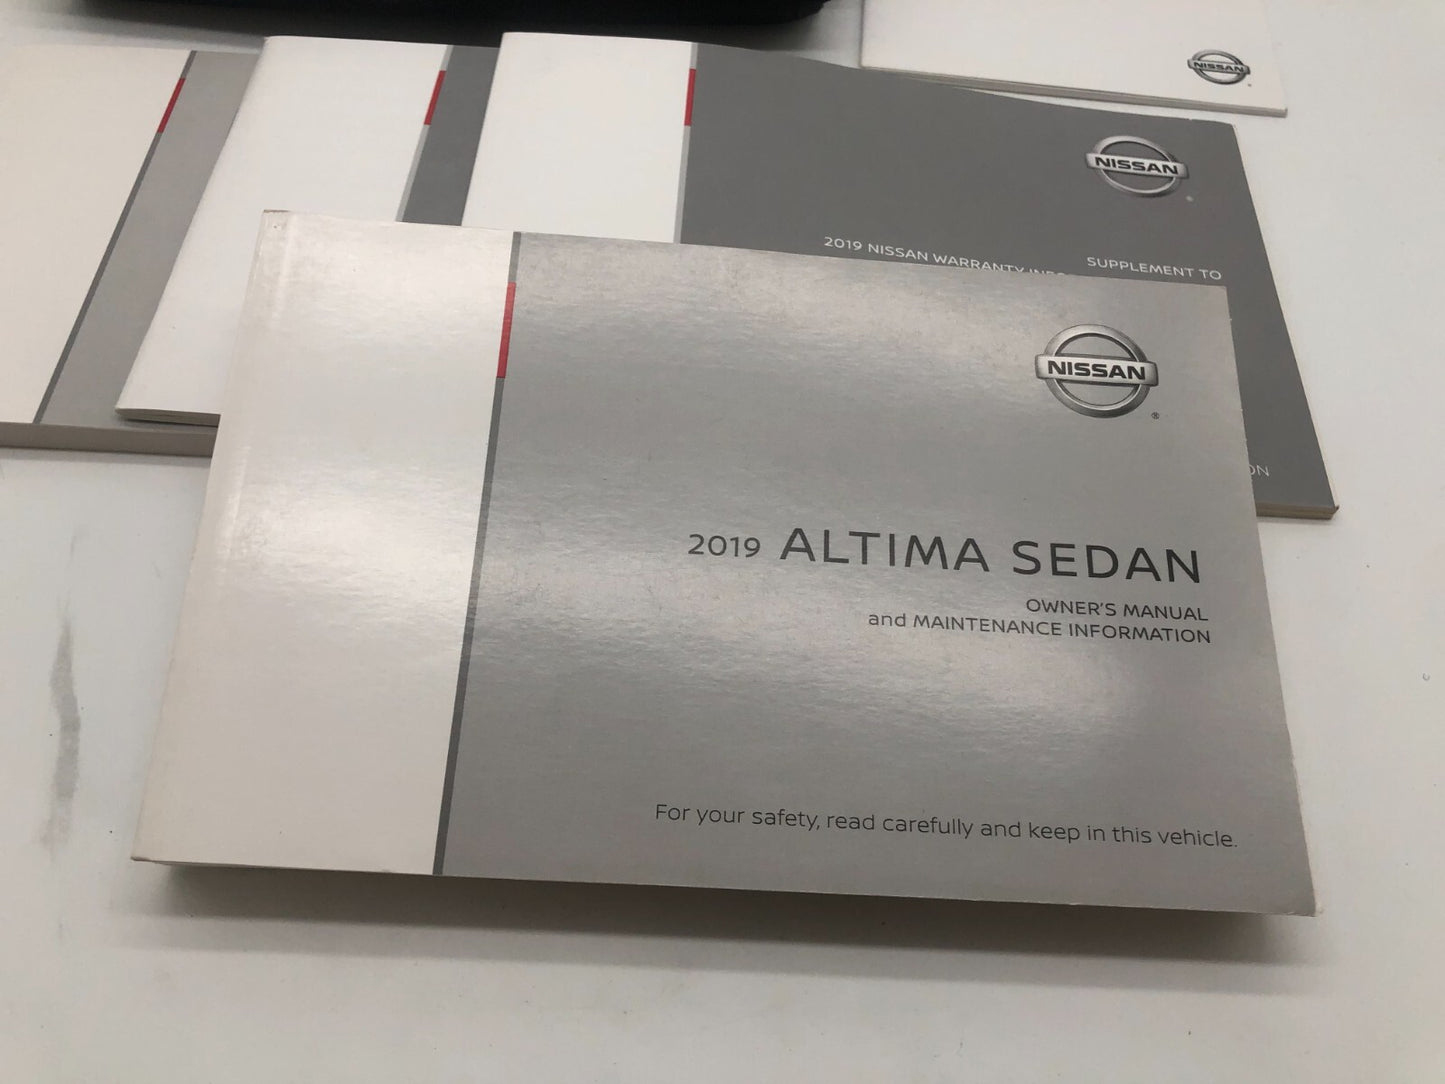 NISSAN
NISSAN
SUPPLEMENT TO
2019 NISSAN WARRANTY
NISSAN
®
2019 ALTIMA SEDAN
OWNER'S MANUAL
and MAINTENANCE INFORMATION
For your safety, read carefully and keep in this vehicle.